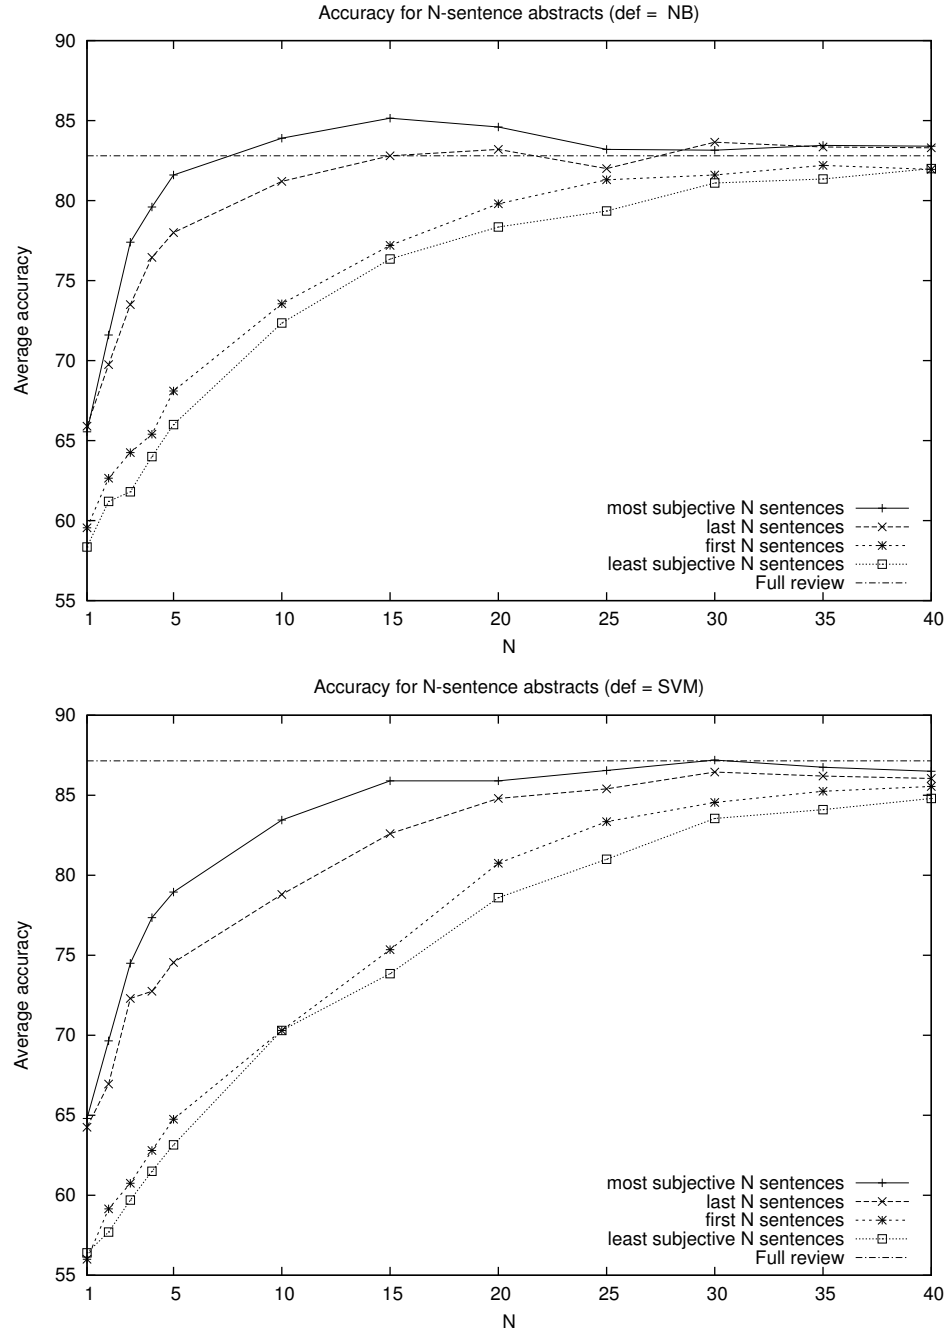 Accuracy for N-sentence abstracts (def = NB)
90
85
80
75
70
65
60
55
Average accuracy
most subjective N sentences
last N sentences
first N sentences
least subjective N sentences
Full review
1 5 10 15 20 25 30 35 40
N
Accuracy for N-sentence abstracts (def = SVM)
90
85
80
75
70
65
60
55
Average accuracy
most subjective N sentences
last N sentences
first N sentences
least subjective N sentences
Full review
1 5 10 15 20 25 30 35 40
N